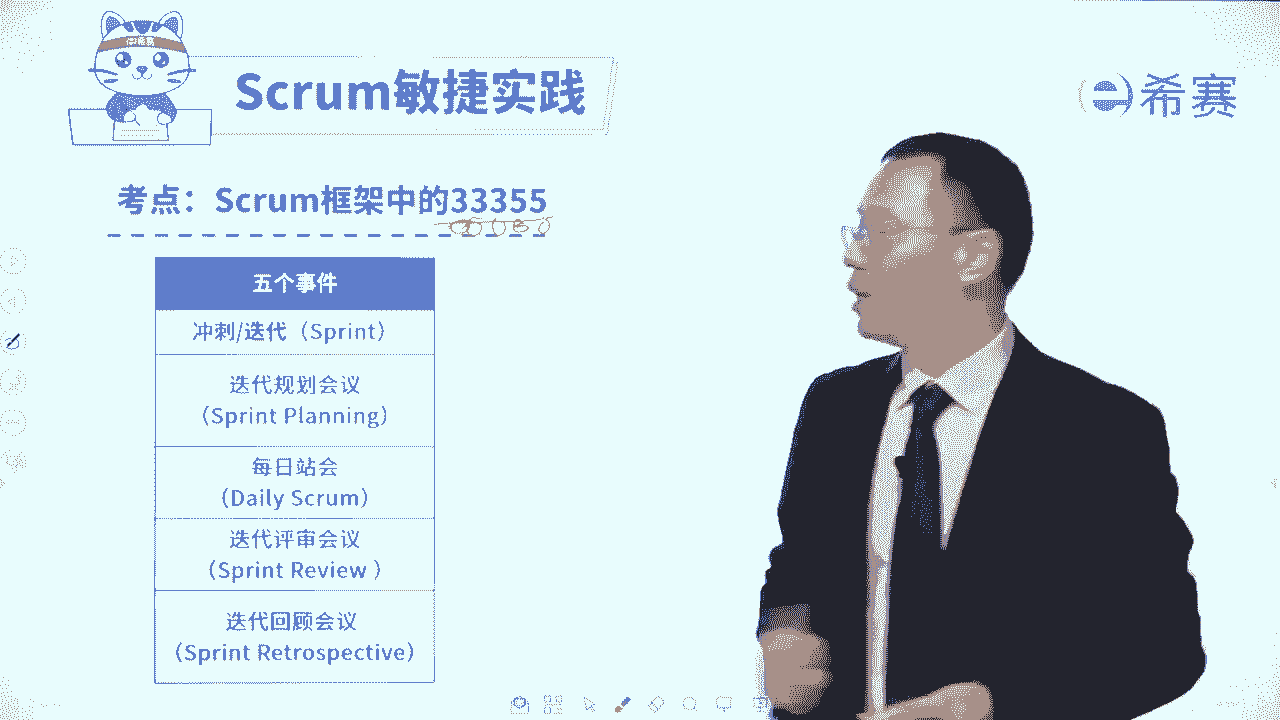 Scrum敏捷实践
希赛
考点：Scrum框架中的33355
五个事件
冲刺/迭代（Sprint）
迭代规划会议
（Sprint Planning）
每日站会
（Daily Scrum）
迭代评审会议
（Sprint Review ）
迭代回顾会议
（Sprint Retrospective）